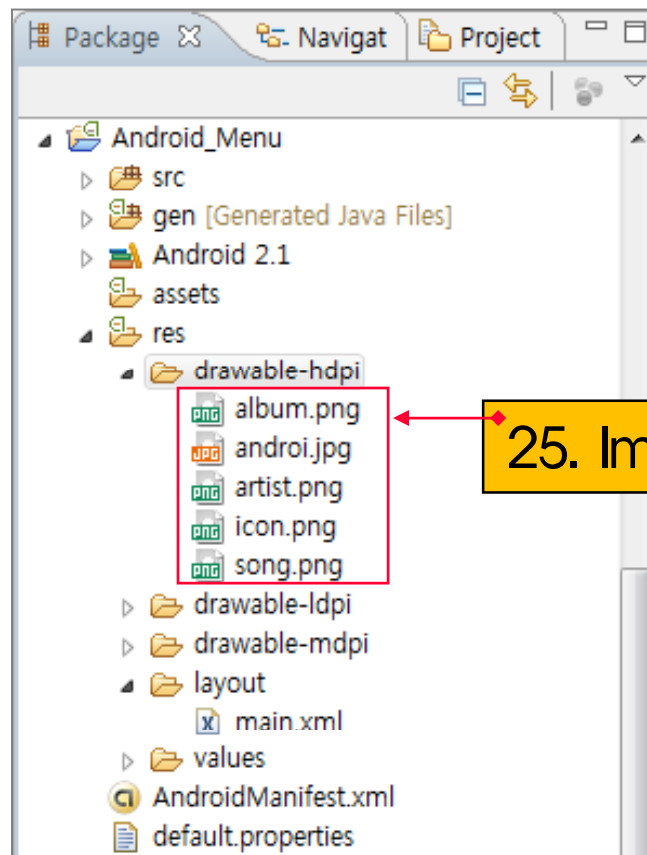 Package Navigat Project
Android_Menu
src
gen [Generated Java Files]
Android 2.1
assets
res
drawable-hdpi
album.png
androi.jpg
artist.png
icon.png
song.png
25. Im
drawable-ldpi
drawable-mdpi
layout
main.xml
values
AndroidManifest.xml
default.properties